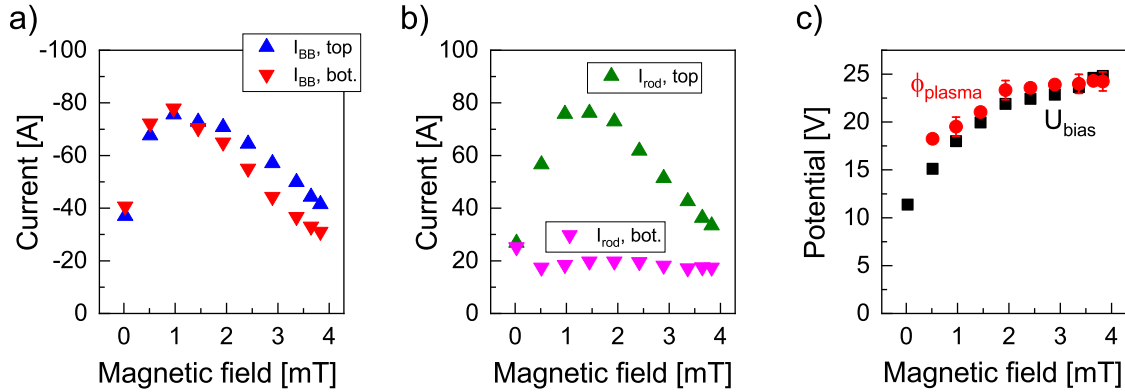 a)
-100
-80
-60
-40
-20
0
Current [A]
I_BB, top
I_BB, bot.
0 1 2 3 4
Magnetic field [mT]
b)
100
80
60
40
20
0
Current [A]
I_rod, top
I_rod, bot.
0 1 2 3 4
Magnetic field [mT]
c)
25
20
15
10
5
0
Potential [V]
ϕ_plasma
U_bias
0 1 2 3 4
Magnetic field [mT]